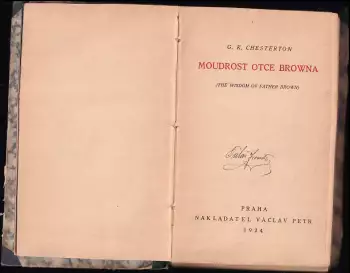 G. K. CHESTERTON
MOUDROST OTCE BROWNA
(THE WISDOM OF FATHER BROWN)
PRAHA
NAKLADATEL VÁCLAV PETR
1924